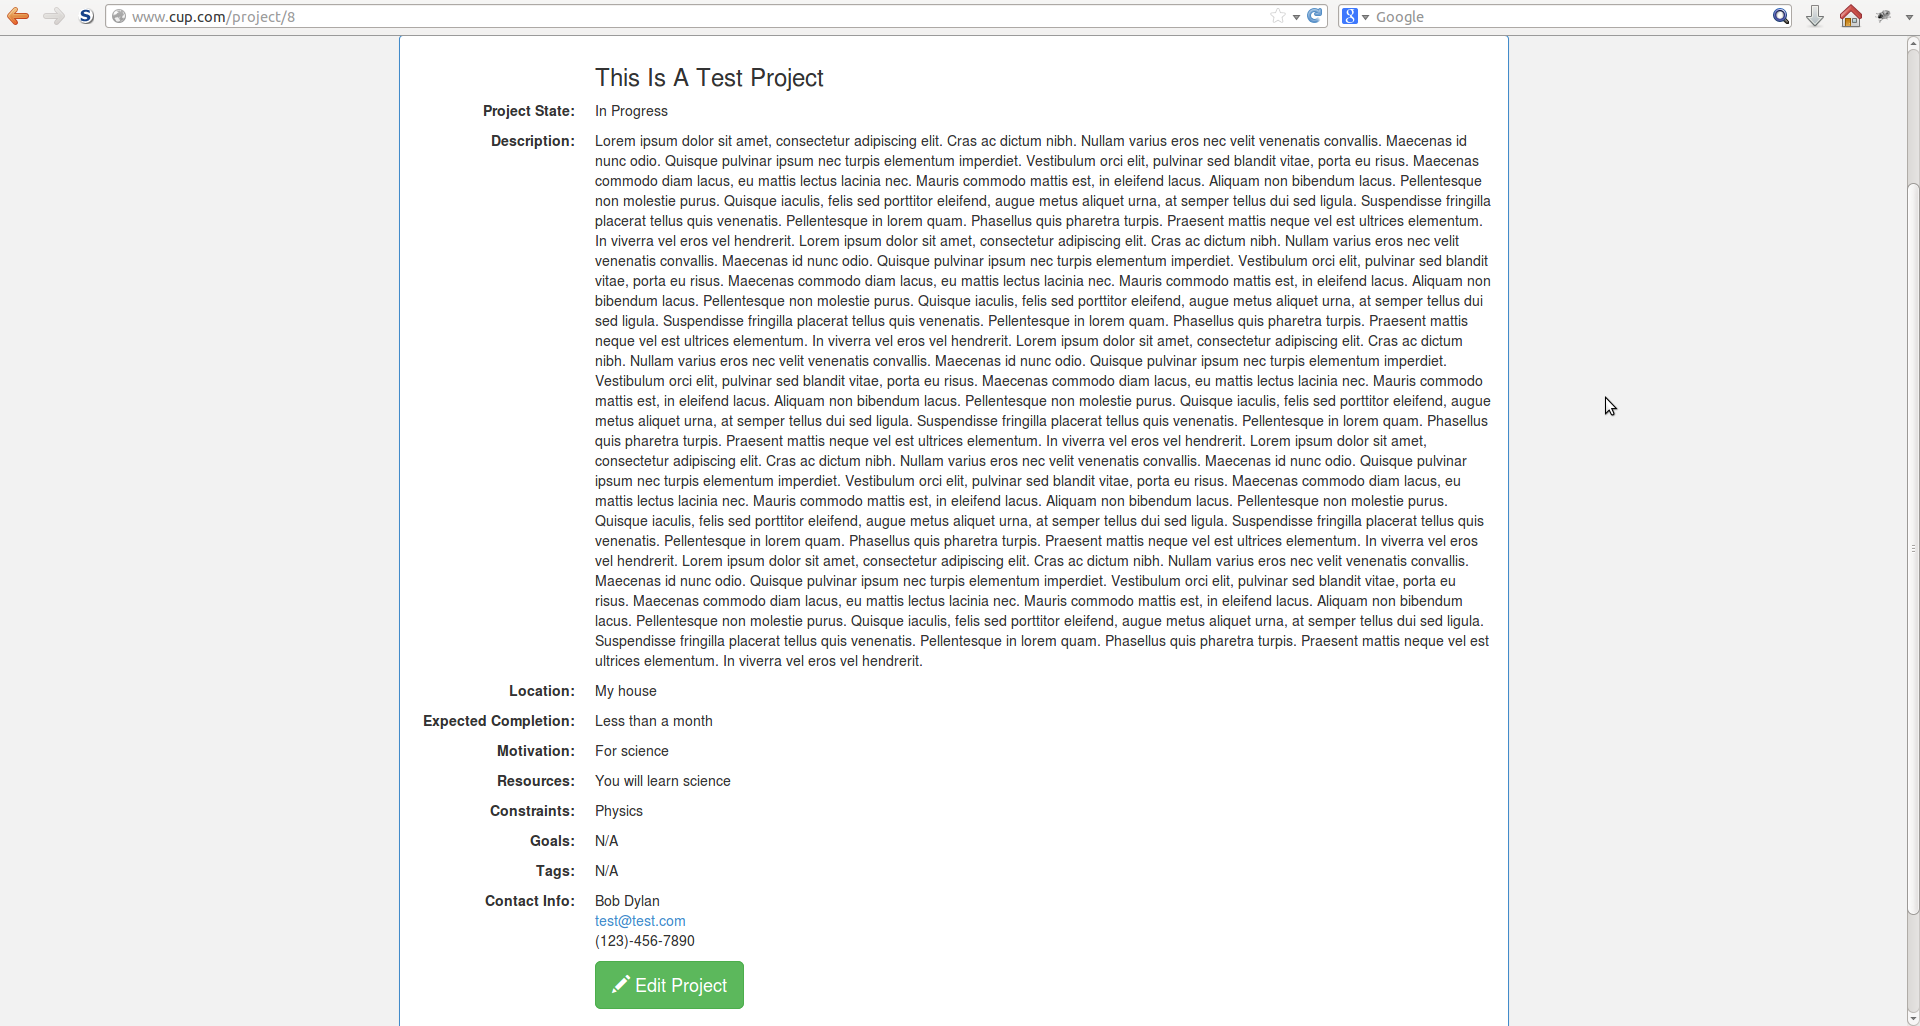 www.cup.com/project/8
Google
This Is A Test Project
Project State: In Progress
Description: Lorem ipsum dolor sit amet, consectetur adipiscing elit. Cras ac dictum nibh. Nullam varius eros nec velit venenatis convallis. Maecenas id
nunc odio. Quisque pulvinar ipsum nec turpis elementum imperdiet. Vestibulum orci elit, pulvinar sed blandit vitae, porta eu risus. Maecenas
commodo diam lacus, eu mattis lectus lacinia nec. Mauris commodo mattis est, in eleifend lacus. Aliquam non bibendum lacus. Pellentesque
non molestie purus. Quisque iaculis, felis sed porttitor eleifend, augue metus aliquet urna, at semper tellus dui sed ligula. Suspendisse fringilla
placerat tellus quis venenatis. Pellentesque in lorem quam. Phasellus quis pharetra turpis. Praesent mattis neque vel est ultrices elementum.
In viverra vel eros vel hendrerit. Lorem ipsum dolor sit amet, consectetur adipiscing elit. Cras ac dictum nibh. Nullam varius eros nec velit
venenatis convallis. Maecenas id nunc odio. Quisque pulvinar ipsum nec turpis elementum imperdiet. Vestibulum orci elit, pulvinar sed blandit
vitae, porta eu risus. Maecenas commodo diam lacus, eu mattis lectus lacinia nec. Mauris commodo mattis est, in eleifend lacus. Aliquam non
bibendum lacus. Pellentesque non molestie purus. Quisque iaculis, felis sed porttitor eleifend, augue metus aliquet urna, at semper tellus dui
sed ligula. Suspendisse fringilla placerat tellus quis venenatis. Pellentesque in lorem quam. Phasellus quis pharetra turpis. Praesent mattis
neque vel est ultrices elementum. In viverra vel eros vel hendrerit. Lorem ipsum dolor sit amet, consectetur adipiscing elit. Cras ac dictum
nibh. Nullam varius eros nec velit venenatis convallis. Maecenas id nunc odio. Quisque pulvinar ipsum nec turpis elementum imperdiet.
Vestibulum orci elit, pulvinar sed blandit vitae, porta eu risus. Maecenas commodo diam lacus, eu mattis lectus lacinia nec. Mauris commodo
mattis est, in eleifend lacus. Aliquam non bibendum lacus. Pellentesque non molestie purus. Quisque iaculis, felis sed porttitor eleifend, augue
metus aliquet urna, at semper tellus dui sed ligula. Suspendisse fringilla placerat tellus quis venenatis. Pellentesque in lorem quam. Phasellus
quis pharetra turpis. Praesent mattis neque vel est ultrices elementum. In viverra vel eros vel hendrerit. Lorem ipsum dolor sit amet,
consectetur adipiscing elit. Cras ac dictum nibh. Nullam varius eros nec velit venenatis convallis. Maecenas id nunc odio. Quisque pulvinar
ipsum nec turpis elementum imperdiet. Vestibulum orci elit, pulvinar sed blandit vitae, porta eu risus. Maecenas commodo diam lacus, eu
mattis lectus lacinia nec. Mauris commodo mattis est, in eleifend lacus. Aliquam non bibendum lacus. Pellentesque non molestie purus.
Quisque iaculis, felis sed porttitor eleifend, augue metus aliquet urna, at semper tellus dui sed ligula. Suspendisse fringilla placerat tellus quis
venenatis. Pellentesque in lorem quam. Phasellus quis pharetra turpis. Praesent mattis neque vel est ultrices elementum. In viverra vel eros
vel hendrerit. Lorem ipsum dolor sit amet, consectetur adipiscing elit. Cras ac dictum nibh. Nullam varius eros nec velit venenatis convallis.
Maecenas id nunc odio. Quisque pulvinar ipsum nec turpis elementum imperdiet. Vestibulum orci elit, pulvinar sed blandit vitae, porta eu
risus. Maecenas commodo diam lacus, eu mattis lectus lacinia nec. Mauris commodo mattis est, in eleifend lacus. Aliquam non bibendum
lacus. Pellentesque non molestie purus. Quisque iaculis, felis sed porttitor eleifend, augue metus aliquet urna, at semper tellus dui sed ligula.
Suspendisse fringilla placerat tellus quis venenatis. Pellentesque in lorem quam. Phasellus quis pharetra turpis. Praesent mattis neque vel est
ultrices elementum. In viverra vel eros vel hendrerit.
Location: My house
Expected Completion: Less than a month
Motivation: For science
Resources: You will learn science
Constraints: Physics
Goals: N/A
Tags: N/A
Contact Info: Bob Dylan
test@test.com
(123)-456-7890
Edit Project